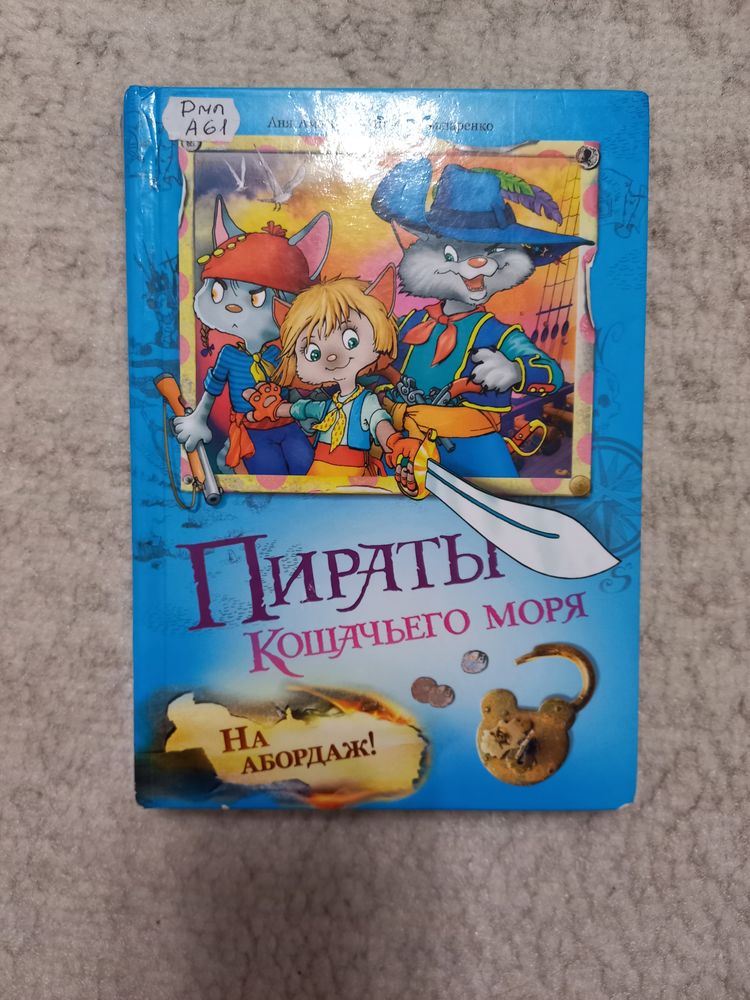 Рмп
А61
Аня
Пираты
Кошачьего моря
На
абордаж!